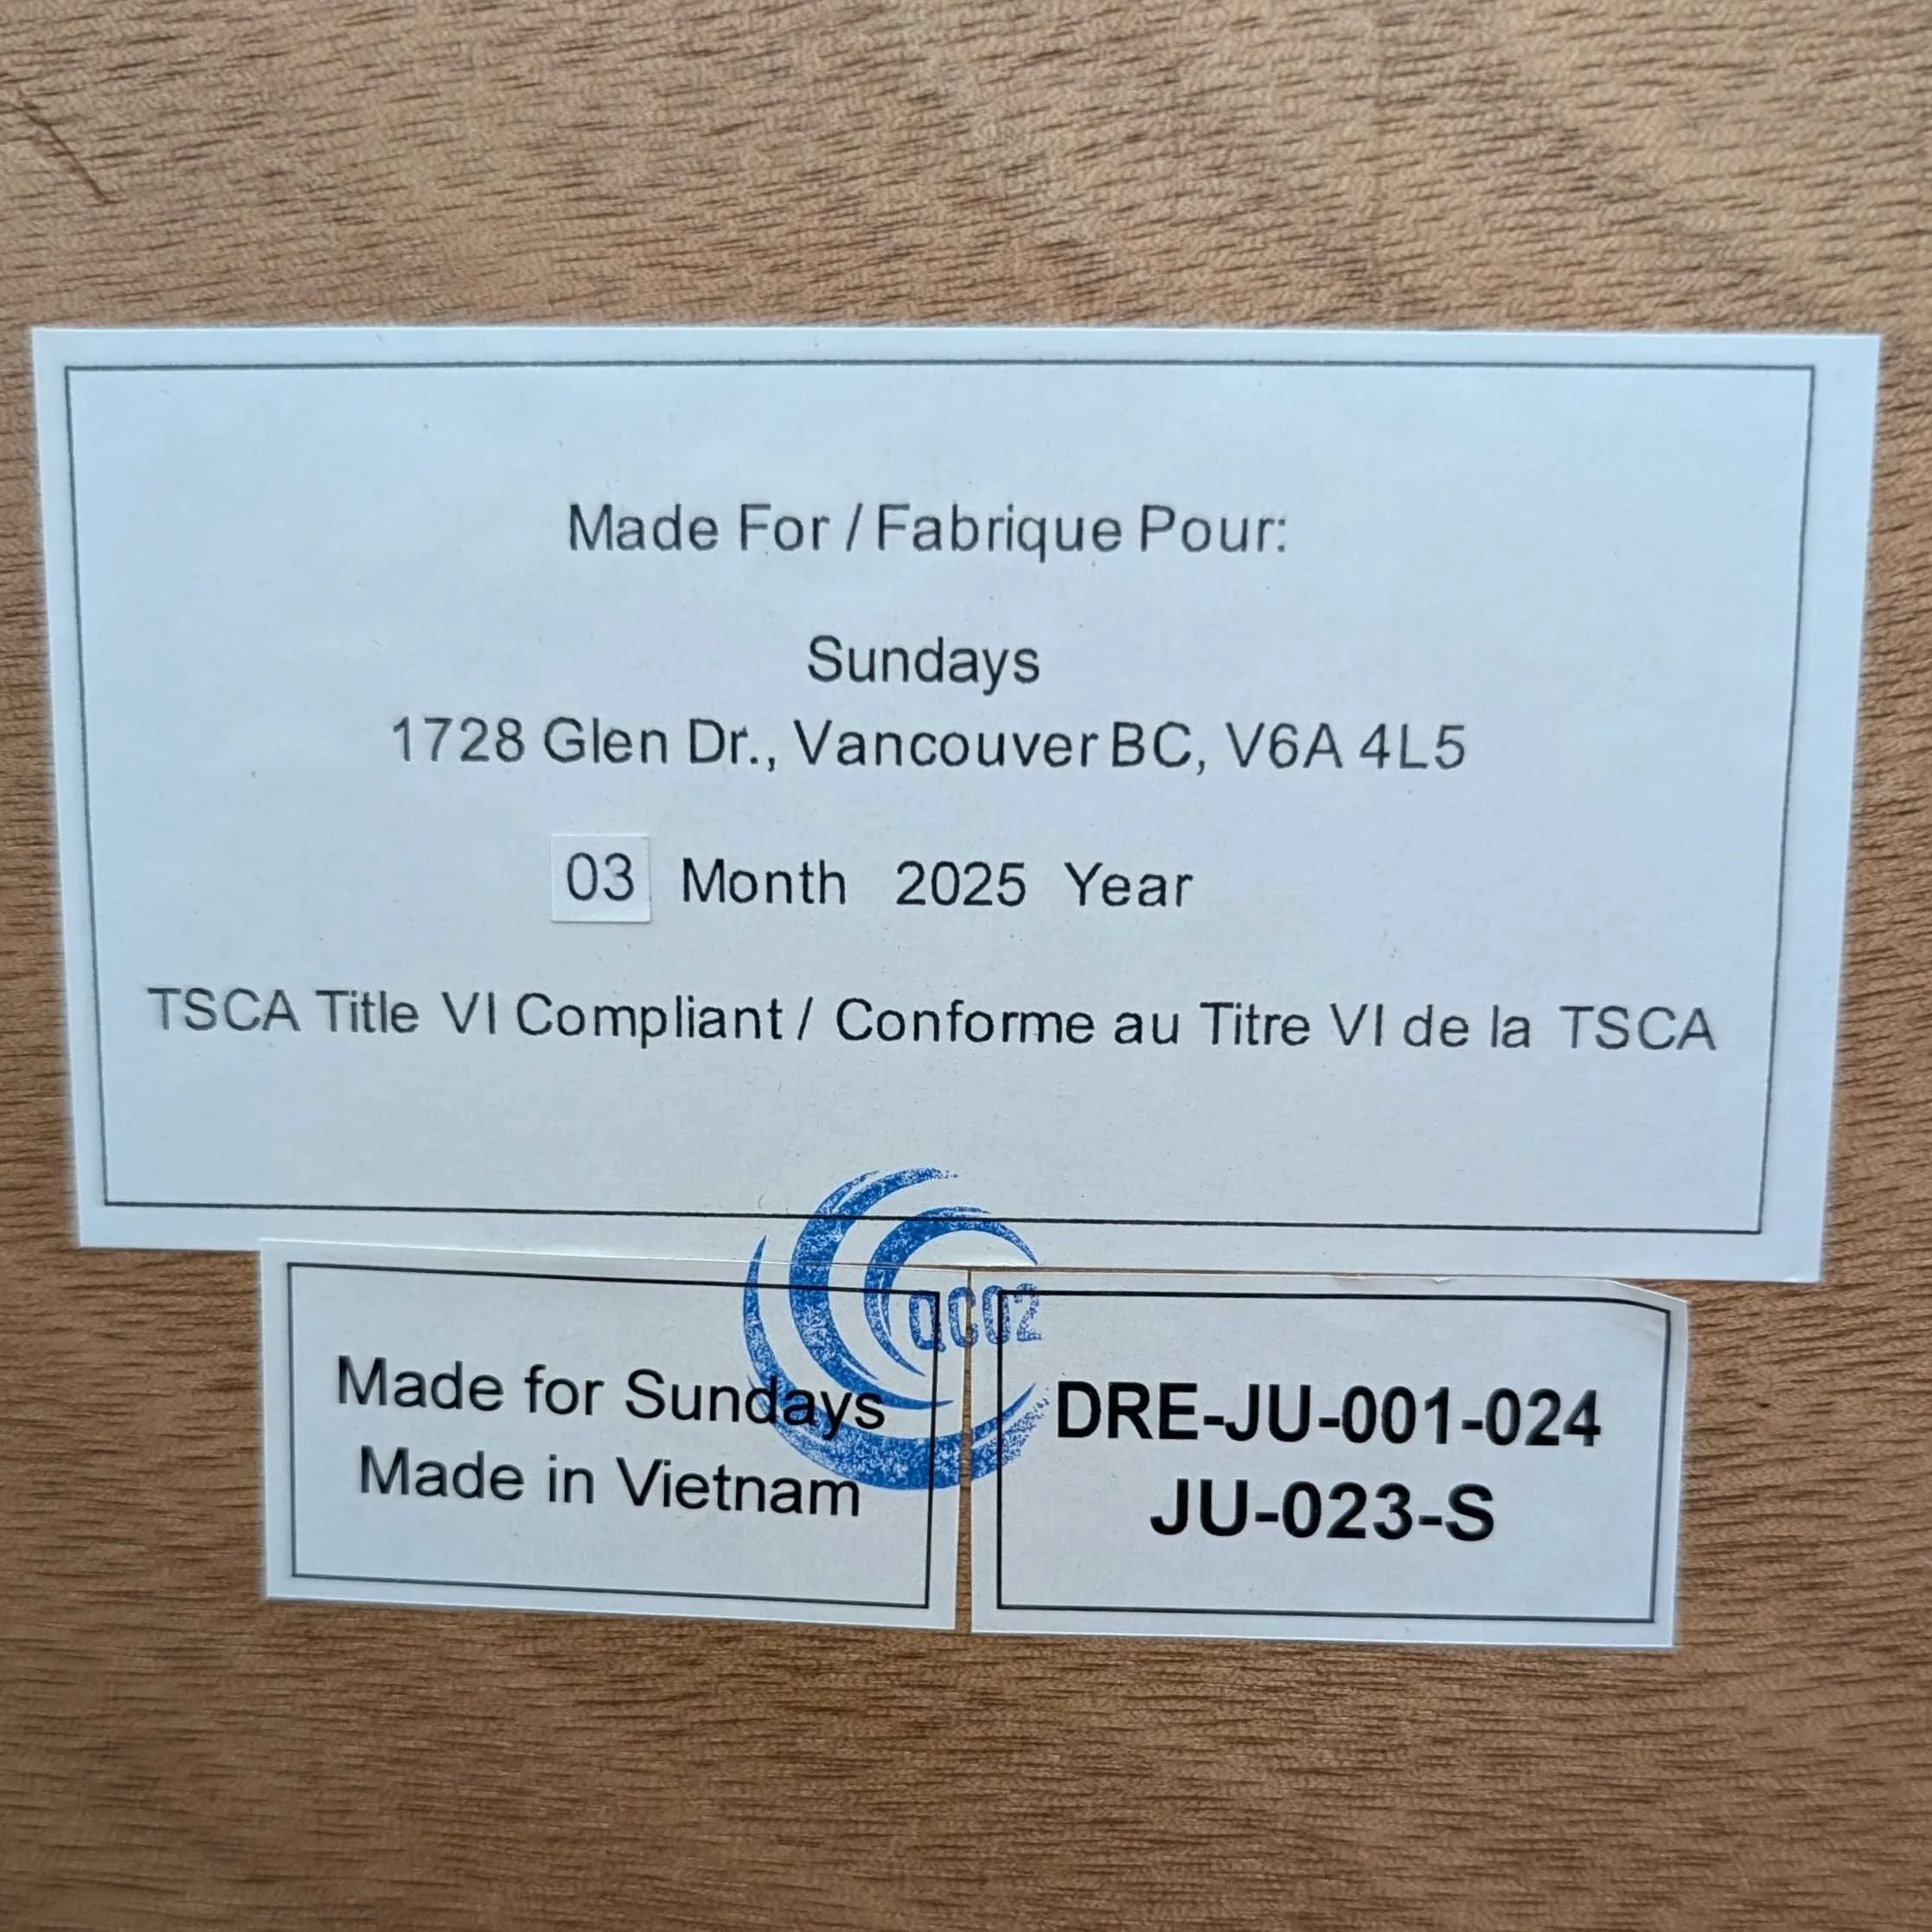 Made For / Fabrique Pour:
Sundays
1728 Glen Dr., Vancouver BC, V6A 4L5
03 Month 2025 Year
TSCA Title VI Compliant / Conforme au Titre VI de la TSCA
QC02
Made for Sundays
Made in Vietnam
DRE-JU-001-024
JU-023-S